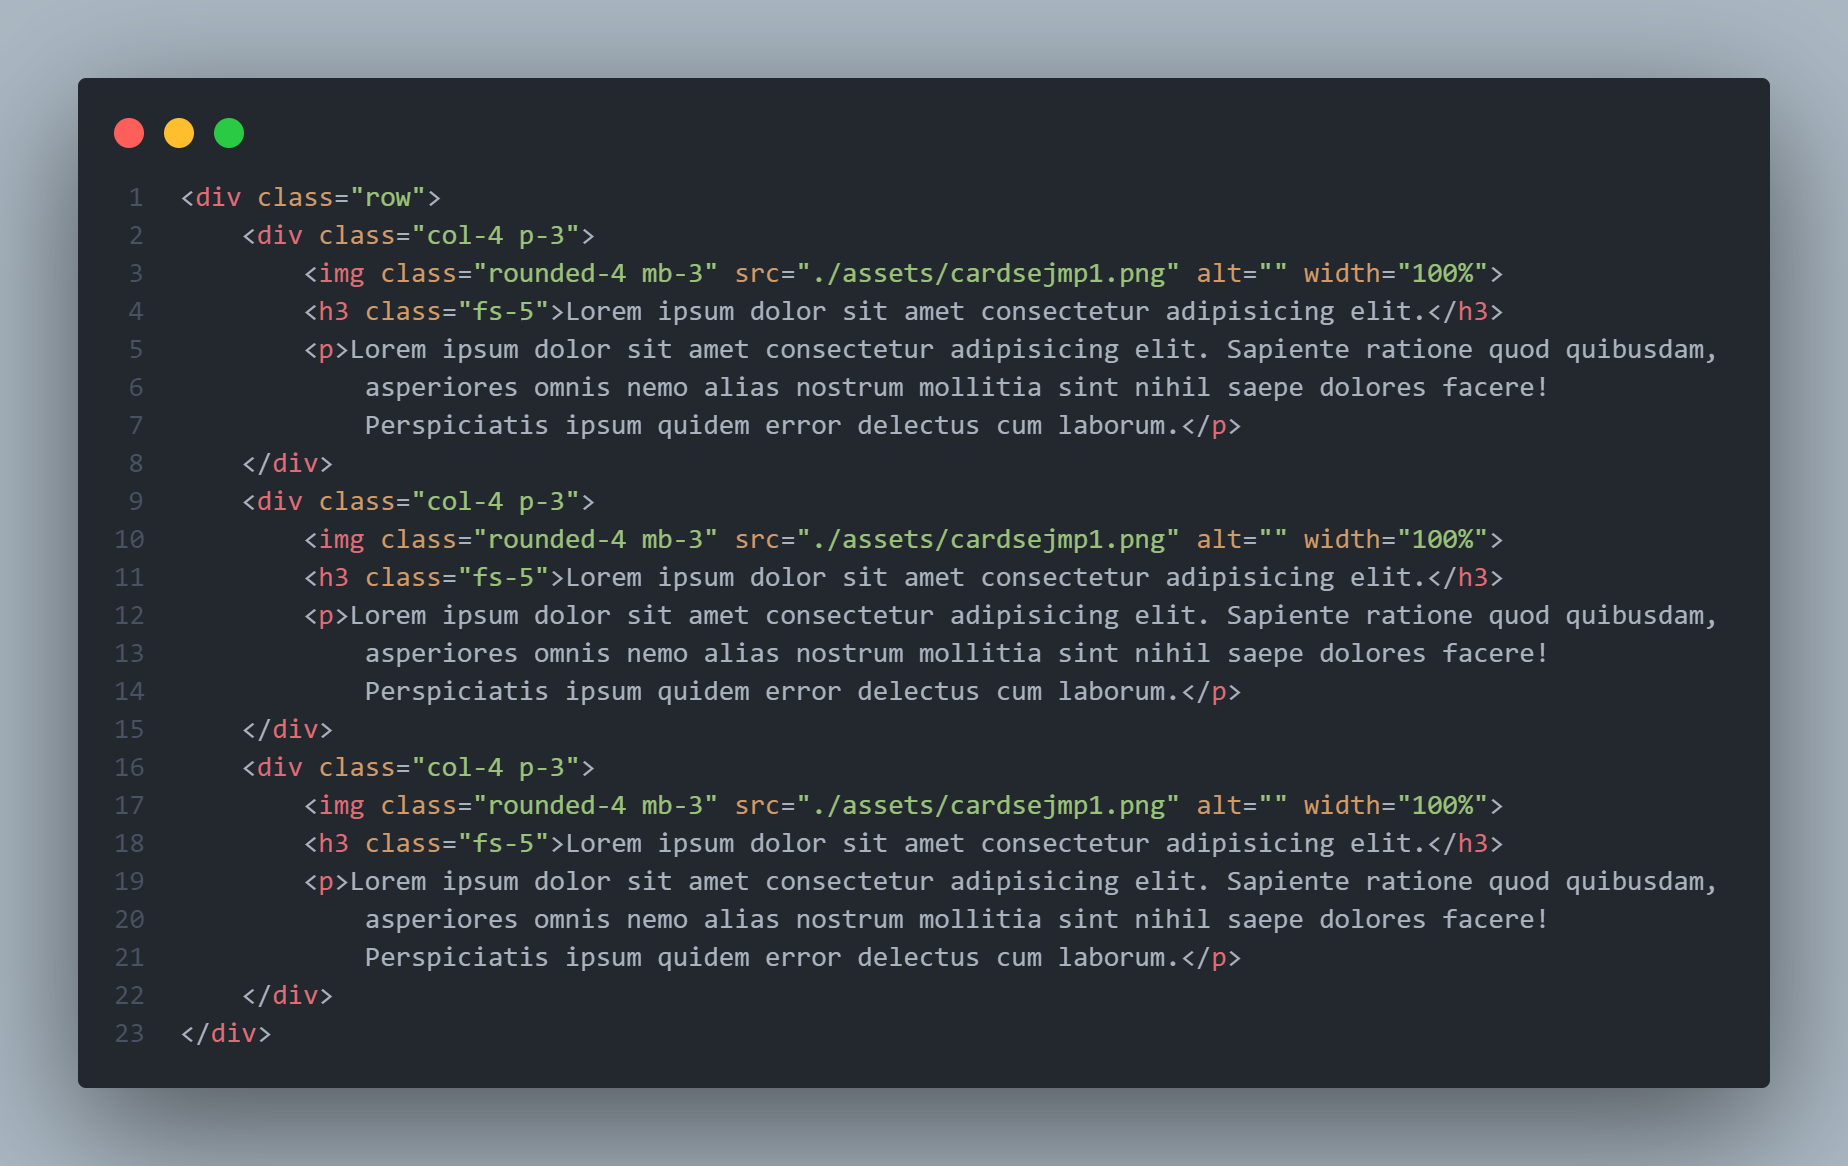 1 <div class="row">
2     <div class="col-4 p-3">
3         <img class="rounded-4 mb-3" src="./assets/cardsejmp1.png" alt="" width="100%">
4         <h3 class="fs-5">Lorem ipsum dolor sit amet consectetur adipisicing elit.</h3>
5         <p>Lorem ipsum dolor sit amet consectetur adipisicing elit. Sapiente ratione quod quibusdam,
6             asperiores omnis nemo alias nostrum mollitia sint nihil saepe dolores facere!
7             Perspiciatis ipsum quidem error delectus cum laborum.</p>
8     </div>
9     <div class="col-4 p-3">
10         <img class="rounded-4 mb-3" src="./assets/cardsejmp1.png" alt="" width="100%">
11         <h3 class="fs-5">Lorem ipsum dolor sit amet consectetur adipisicing elit.</h3>
12         <p>Lorem ipsum dolor sit amet consectetur adipisicing elit. Sapiente ratione quod quibusdam,
13             asperiores omnis nemo alias nostrum mollitia sint nihil saepe dolores facere!
14             Perspiciatis ipsum quidem error delectus cum laborum.</p>
15     </div>
16     <div class="col-4 p-3">
17         <img class="rounded-4 mb-3" src="./assets/cardsejmp1.png" alt="" width="100%">
18         <h3 class="fs-5">Lorem ipsum dolor sit amet consectetur adipisicing elit.</h3>
19         <p>Lorem ipsum dolor sit amet consectetur adipisicing elit. Sapiente ratione quod quibusdam,
20             asperiores omnis nemo alias nostrum mollitia sint nihil saepe dolores facere!
21             Perspiciatis ipsum quidem error delectus cum laborum.</p>
22     </div>
23 </div>